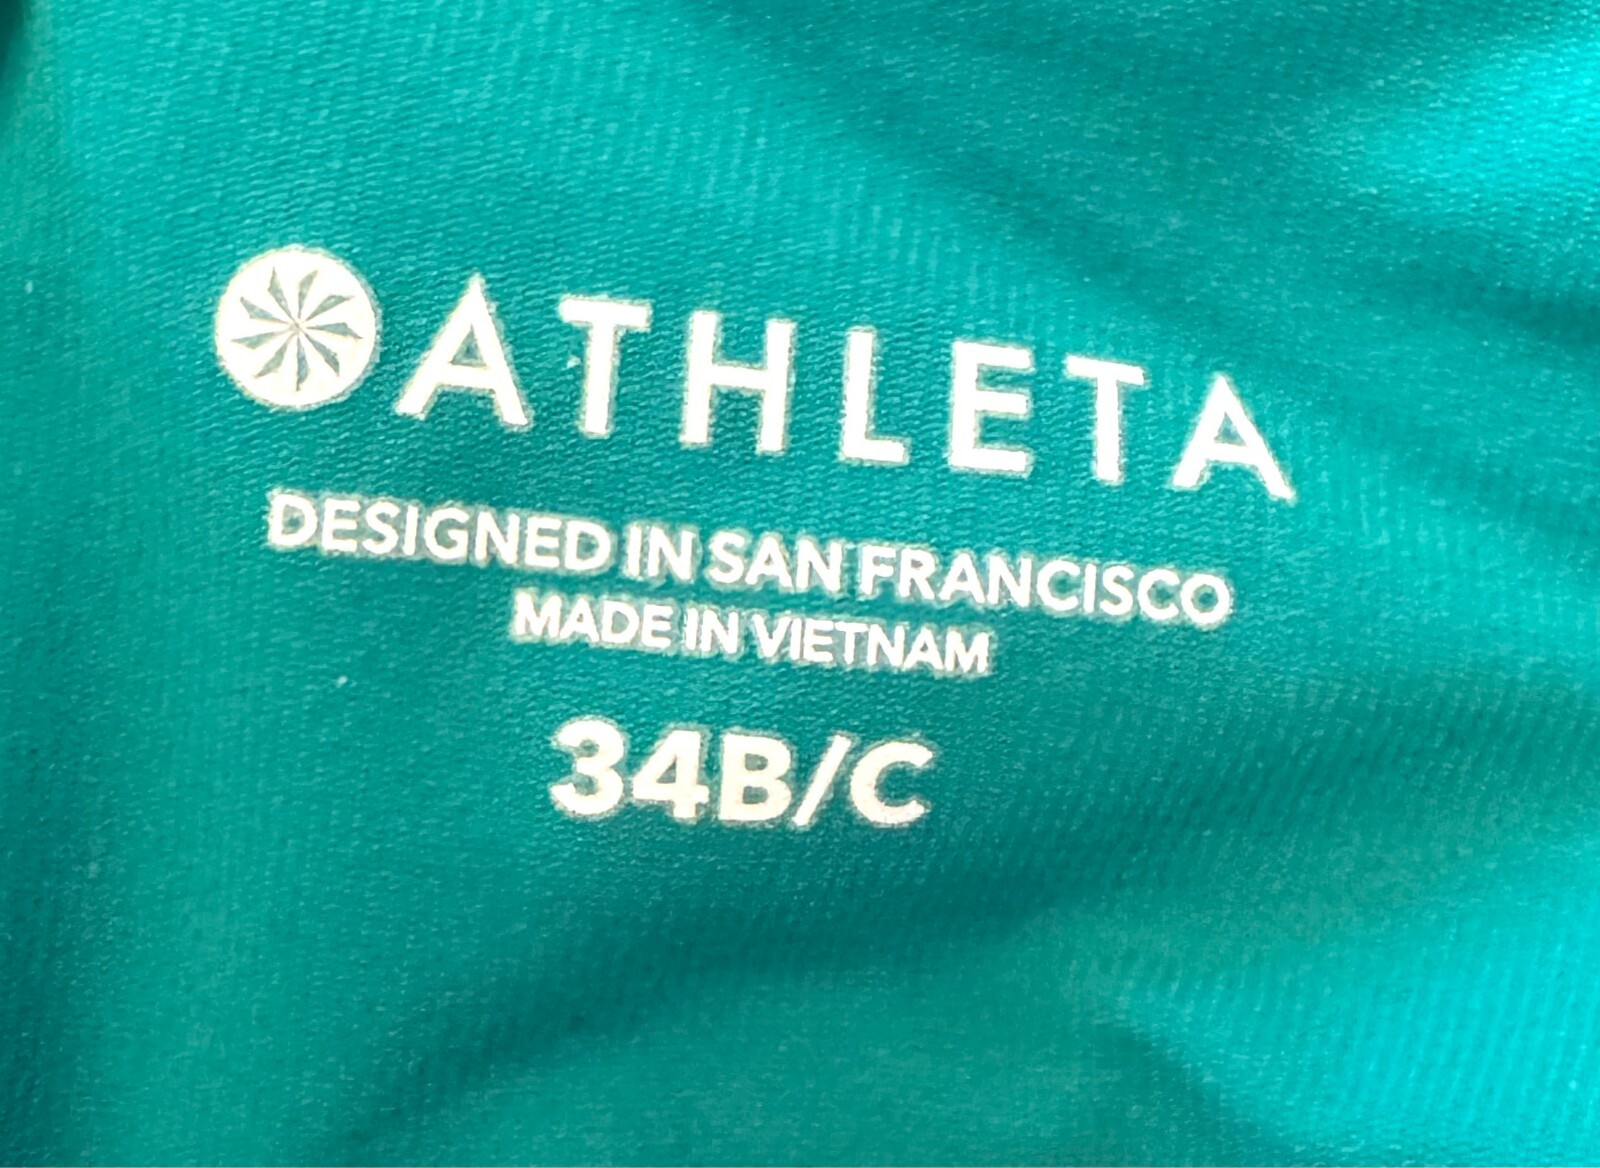 ATHLETA
DESIGNED IN SAN FRANCISCO
MADE IN VIETNAM
34B/C